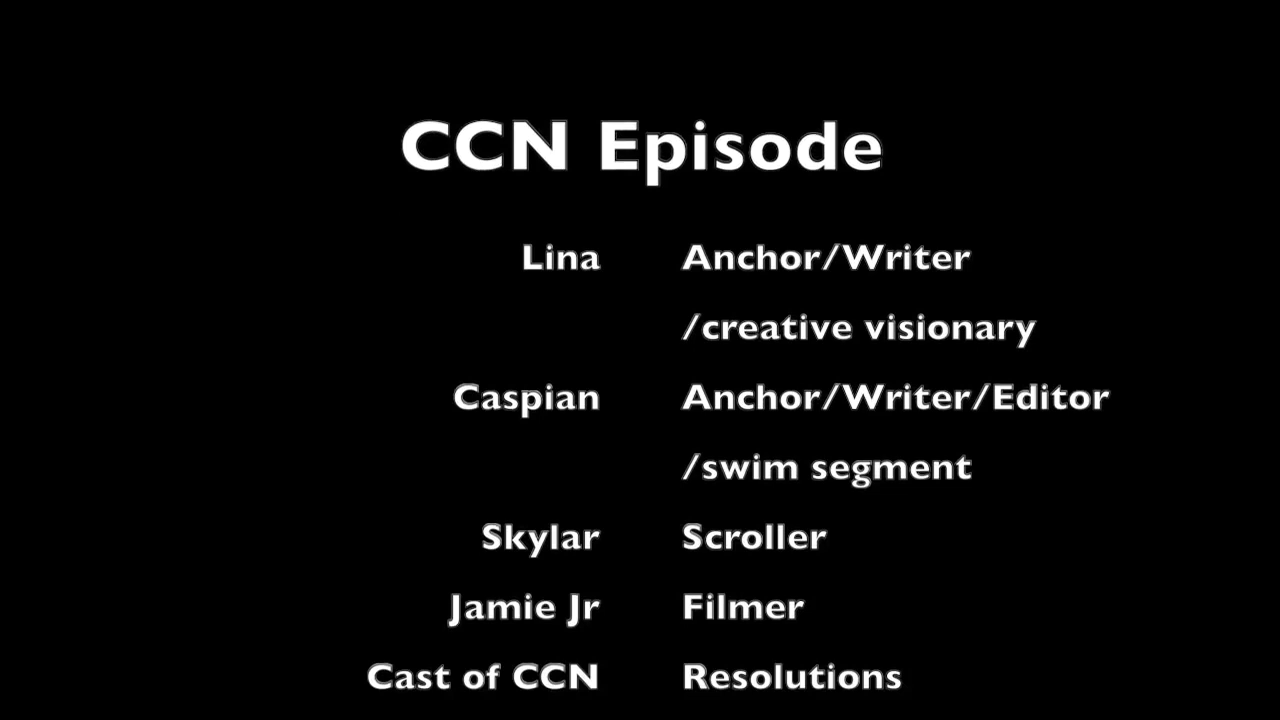 CCN Episode
Lina Anchor/Writer
/creative visionary
Caspian Anchor/Writer/Editor
/swim segment
Skylar Scroller
Jamie Jr Filmer
Cast of CCN Resolutions